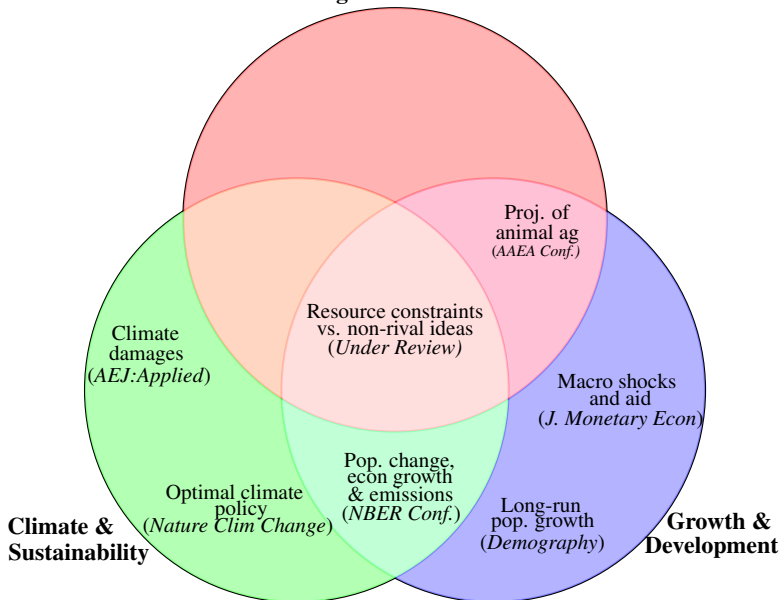 Proj. of
animal ag
(AAEA Conf.)
Resource constraints
vs. non-rival ideas
(Under Review)
Climate
damages
(AEJ:Applied)
Macro shocks
and aid
(J. Monetary Econ)
Pop. change,
econ growth
& emissions
(NBER Conf.)
Optimal climate
policy
(Nature Clim Change)
Long-run
pop. growth
(Demography)
Climate &
Sustainability
Growth &
Development